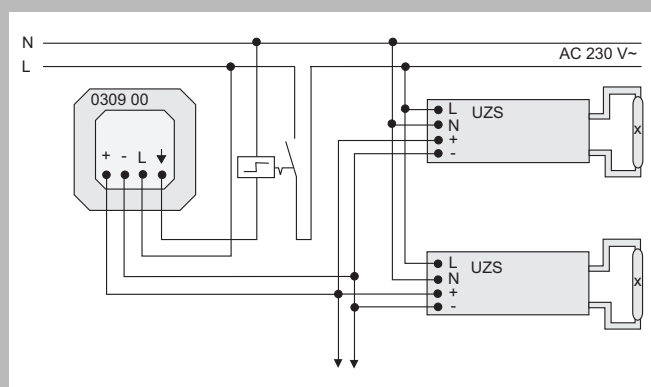 N
AC 230 V~
L
0309 00
+ - L ↓
L UZS
N
+
-
x
L UZS
N
+
-
x